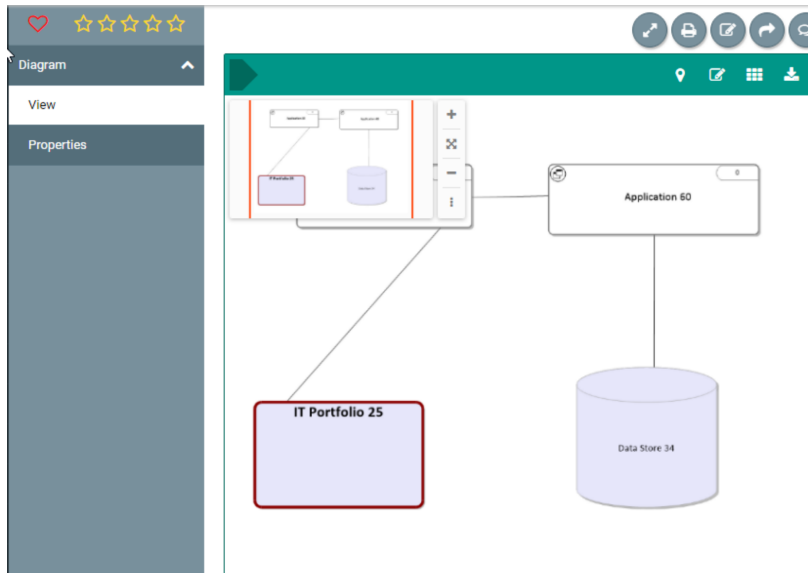 Diagram
View
Properties
0
Application 60
IT Portfolio 25
Data Store 34